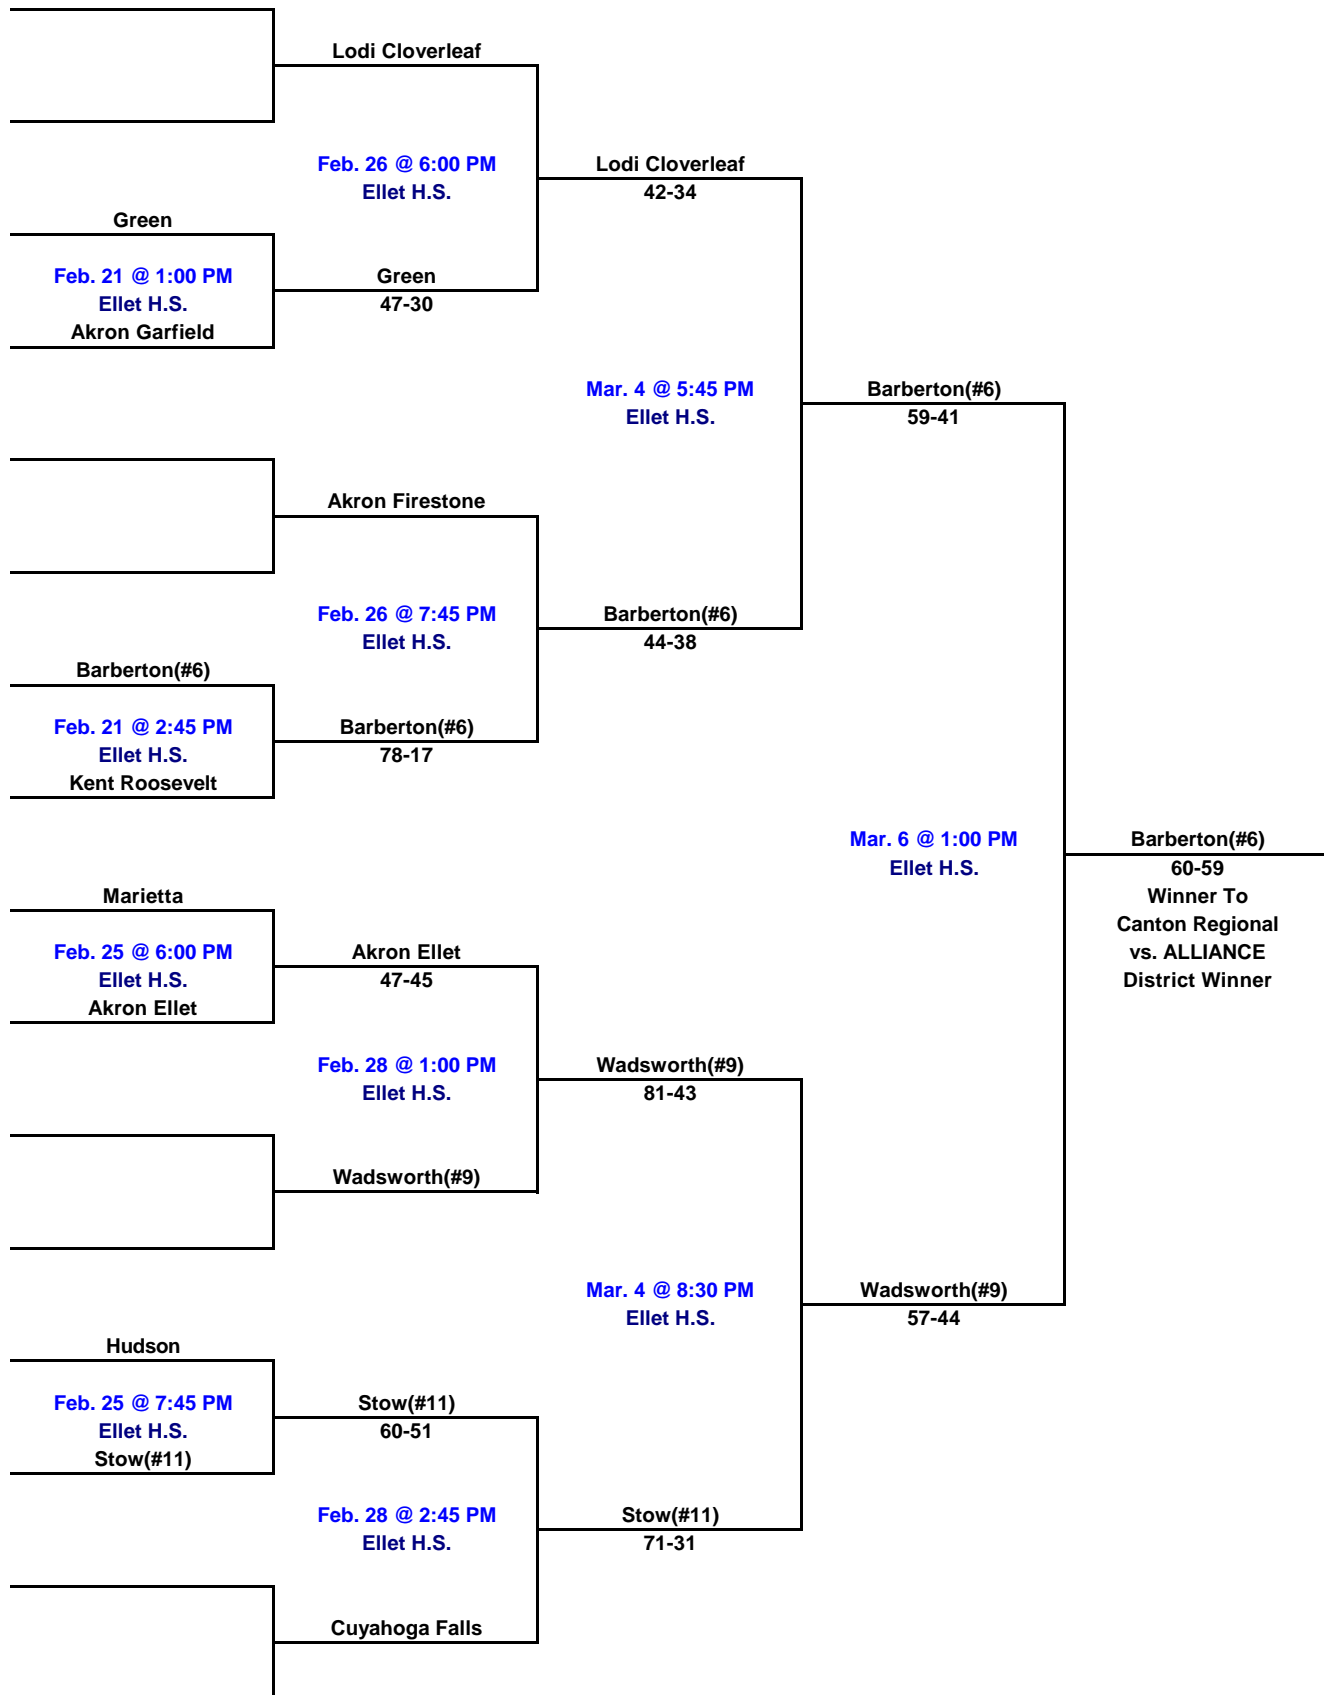 Lodi Cloverleaf
Feb. 26 @ 6:00 PM
Ellet H.S.
Lodi Cloverleaf
42-34
Green
Feb. 21 @ 1:00 PM
Ellet H.S.
Akron Garfield
Green
47-30
Mar. 4 @ 5:45 PM
Ellet H.S.
Barberton(#6)
59-41
Akron Firestone
Feb. 26 @ 7:45 PM
Ellet H.S.
Barberton(#6)
44-38
Barberton(#6)
Feb. 21 @ 2:45 PM
Ellet H.S.
Kent Roosevelt
Barberton(#6)
78-17
Mar. 6 @ 1:00 PM
Ellet H.S.
Barberton(#6)
60-59
Winner To
Canton Regional
vs. ALLIANCE
District Winner
Marietta
Feb. 25 @ 6:00 PM
Ellet H.S.
Akron Ellet
Akron Ellet
47-45
Feb. 28 @ 1:00 PM
Ellet H.S.
Wadsworth(#9)
81-43
Wadsworth(#9)
Mar. 4 @ 8:30 PM
Ellet H.S.
Wadsworth(#9)
57-44
Hudson
Feb. 25 @ 7:45 PM
Ellet H.S.
Stow(#11)
Stow(#11)
60-51
Feb. 28 @ 2:45 PM
Ellet H.S.
Stow(#11)
71-31
Cuyahoga Falls